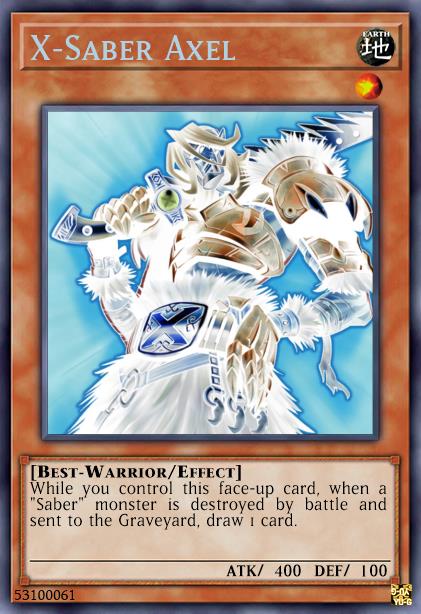 X-Saber Axel
EARTH
地
[Best-Warrior/Effect]
While you control this face-up card, when a
"Saber" monster is destroyed by battle and
sent to the Graveyard, draw 1 card.
ATK/ 400 DEF/ 100
53100061